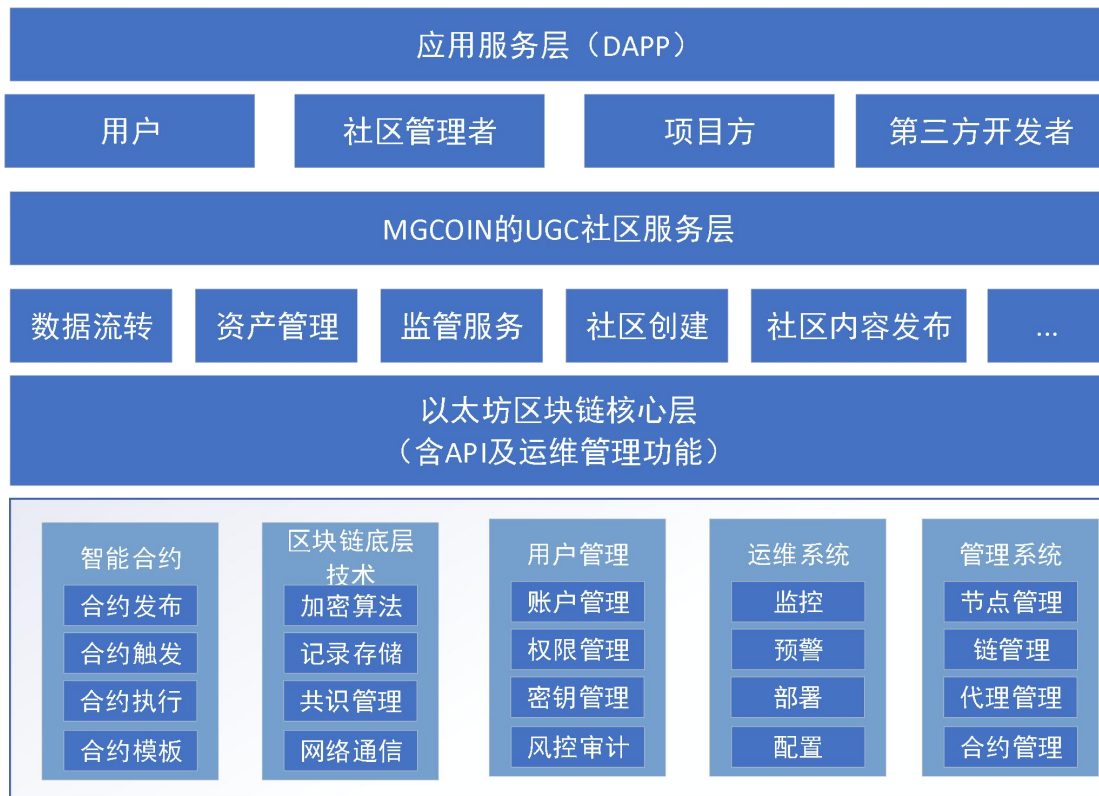 应用服务层（DAPP）
用户
社区管理者
项目方
第三方开发者
MGCOIN的UGC社区服务层
数据流转
资产管理
监管服务
社区创建
社区内容发布
...
以太坊区块链核心层
（含API及运维管理功能）
智能合约
合约发布
合约触发
合约执行
合约模板
区块链底层
技术
加密算法
记录存储
共识管理
网络通信
用户管理
账户管理
权限管理
密钥管理
风控审计
运维系统
监控
预警
部署
配置
管理系统
节点管理
链管理
代理管理
合约管理